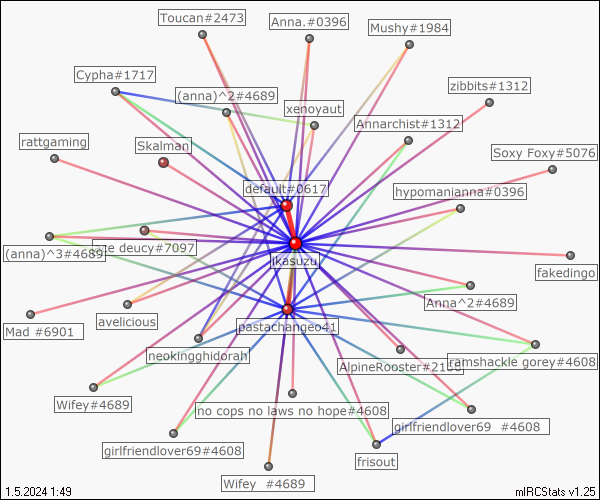 Toucan#2473
Anna.#0396
Mushy#1984
Cypha#1717
(anna)^2#4689
zibbits#1312
xenoyaut
Annarchist#1312
rattgaming
Skalman
Soxy Foxy#5076
default#0617
hypomanianna#0396
(anna)^3#4689
deucy#7097
fakedingo
Anna^2#4689
Mad #6901
avelicious
pastachangeo41
neokingghidorah
AlpineRooster#21
ramshackle gorey#4608
Wifey#4689
no cops no laws no hope#4608
girlfriendlover69 #4608
girlfriendlover69#4608
frisout
Wifey #4689
1.5.2024 1:49
mIRCStats v1.25